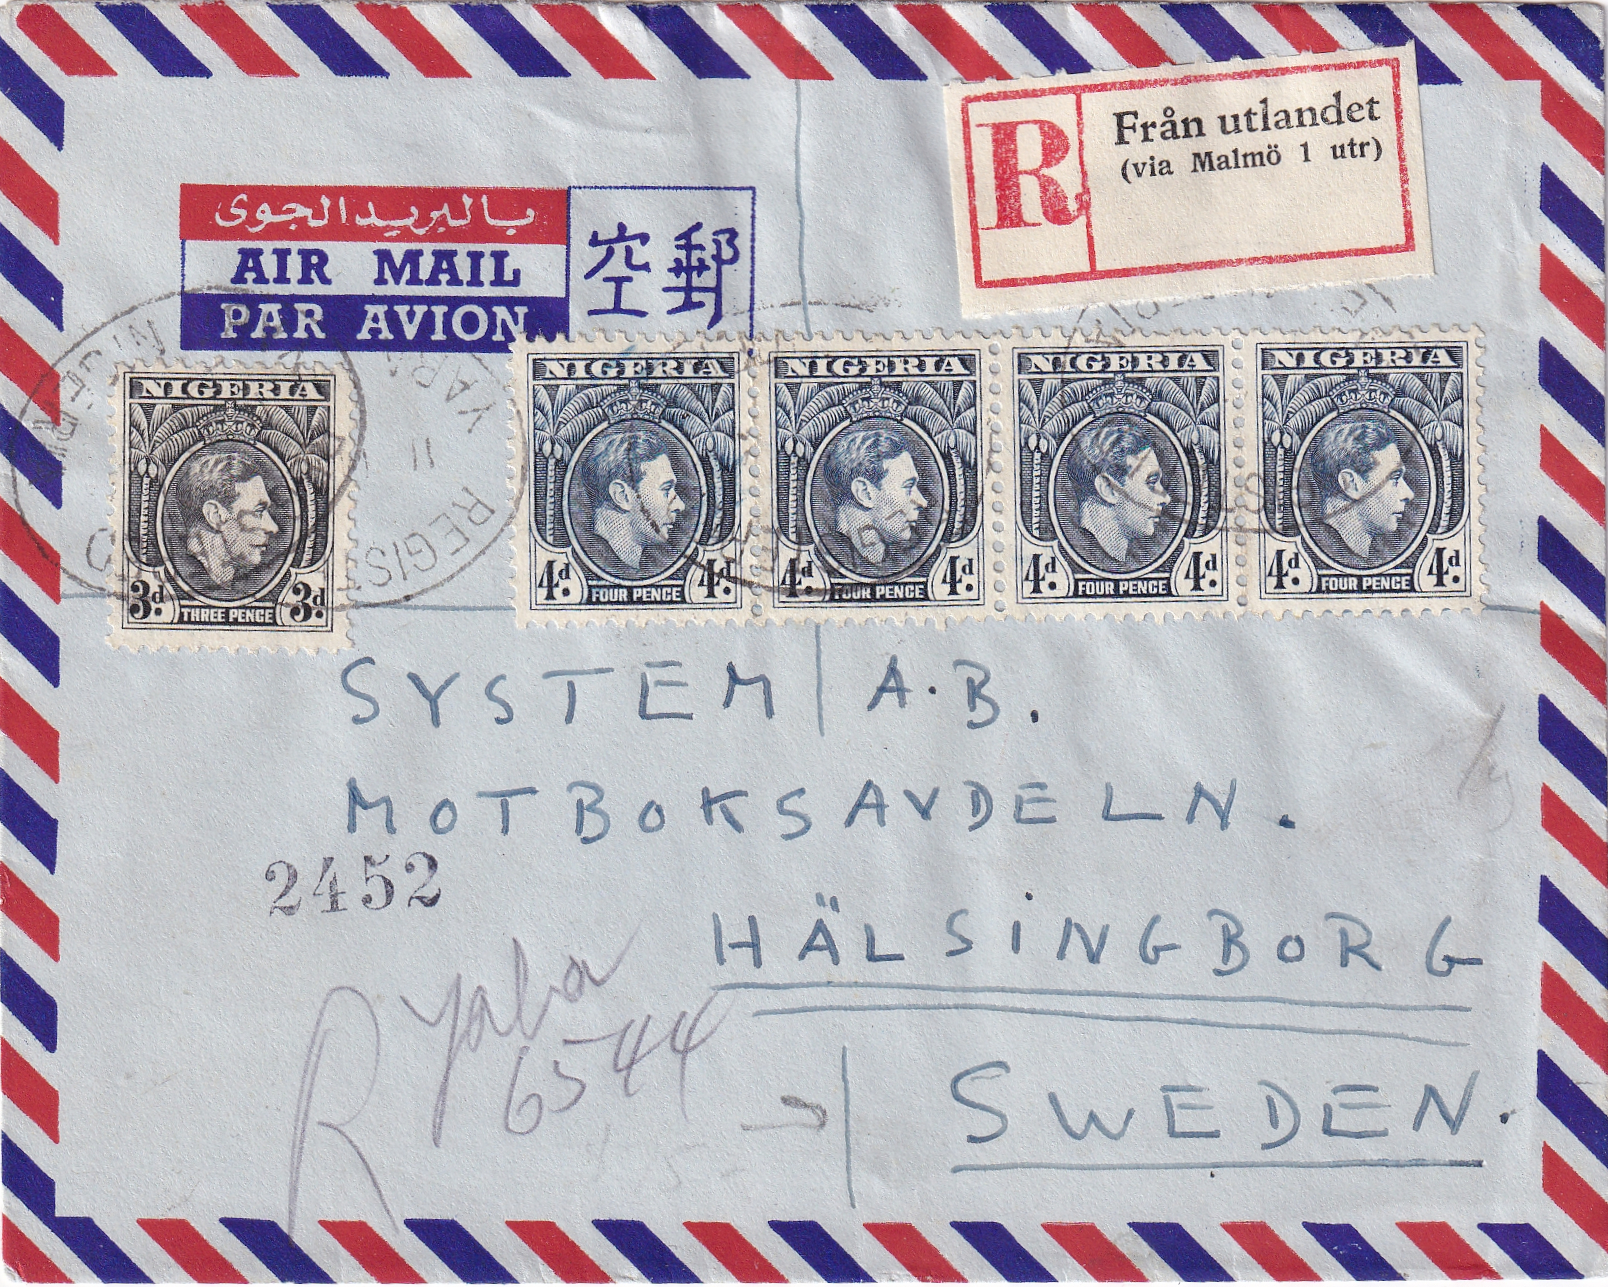 Från utlandet
(via Malmö 1 utr)
R
بالبريد الجوى
AIR MAIL
PAR AVION
空郵
NIGERIA
3d 3d
THREE PENCE
NIGERIA
4d 4d
FOUR PENCE
NIGERIA
4d 4d
FOUR PENCE
NIGERIA
4d 4d
FOUR PENCE
NIGERIA
4d 4d
FOUR PENCE
SYSTEM A.B.
MOTBOKSAVDELN.
2452
HÄLSINGBORG
R Yaba
6544
SWEDEN.